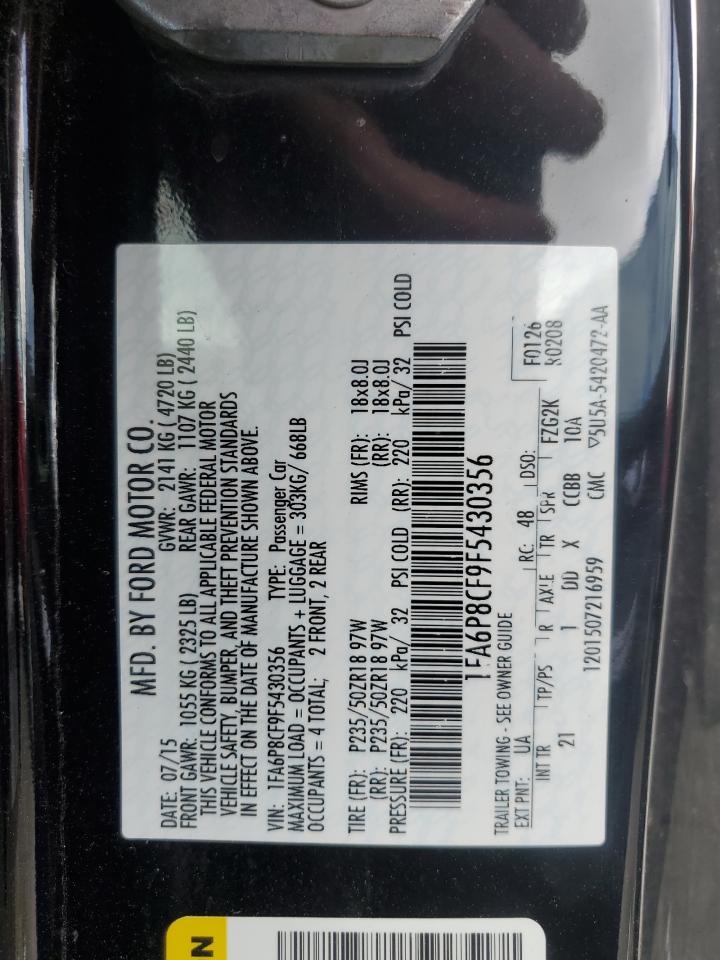 MFD. BY FORD MOTOR CO.
DATE: 07/15 GVWR: 2141 KG ( 4720 LB)
FRONT GAWR: 1055 KG ( 2325 LB) REAR GAWR: 1107 KG ( 2440 LB)
THIS VEHICLE CONFORMS TO ALL APPLICABLE FEDERAL MOTOR
VEHICLE SAFETY, BUMPER, AND THEFT PREVENTION STANDARDS
IN EFFECT ON THE DATE OF MANUFACTURE SHOWN ABOVE.
VIN: 1FA6P8CF9F5430356 TYPE: Passenger Car
MAXIMUM LOAD = OCCUPANTS + LUGGAGE = 303KG/ 668LB
OCCUPANTS = 4 TOTAL; 2 FRONT, 2 REAR
TIRE (FR): P235/50ZR18 97W RIMS (FR): 18x8.0J
(RR): P235/50ZR18 97W (RR): 18x8.0J
PRESSURE (FR): 220 kPa/ 32 PSI COLD (RR): 220 kPa/ 32 PSI COLD
1FA6P8CF9F5430356
TRAILER TOWING - SEE OWNER GUIDE F0126
EXT PNT: UA RC: 48 DSO: FZG2K R0208
INT TR TP/PS R AXLE TR SPR
21 1 DD X CCBB 10A
1201507216959 CMC ▽5U5A-5420472-AA
N